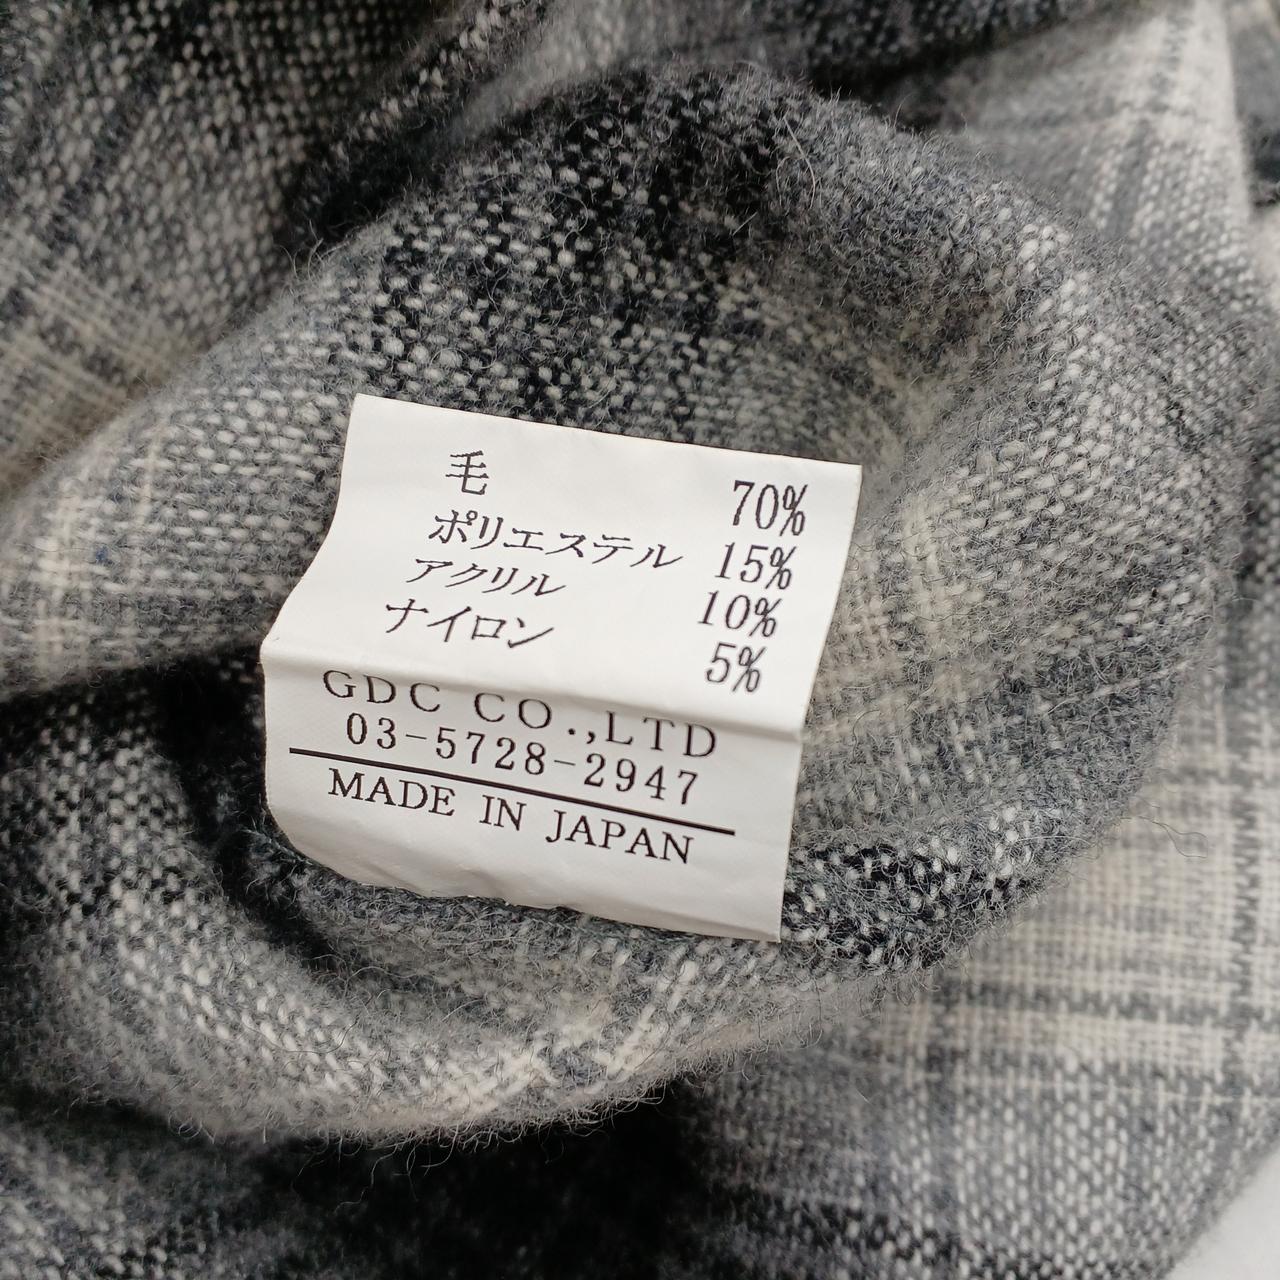 毛 70%
ポリエステル 15%
アクリル 10%
ナイロン 5%
GDC CO.,LTD
03-5728-2947
MADE IN JAPAN